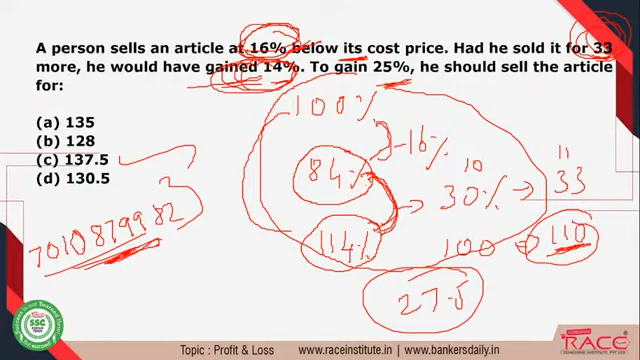 A person sells an article at 16% below its cost price. Had he sold it for 33
more, he would have gained 14%. To gain 25%, he should sell the article
for:
(a) 135
(b) 128
(c) 137.5
(d) 130.5
100%
-16%
84%
10
11
30% → 33
114%
100
110
27.5
7010879982
SSC
Topic : Profit & Loss
www.raceinstitute.in | www.bankersdaily.in
RACE